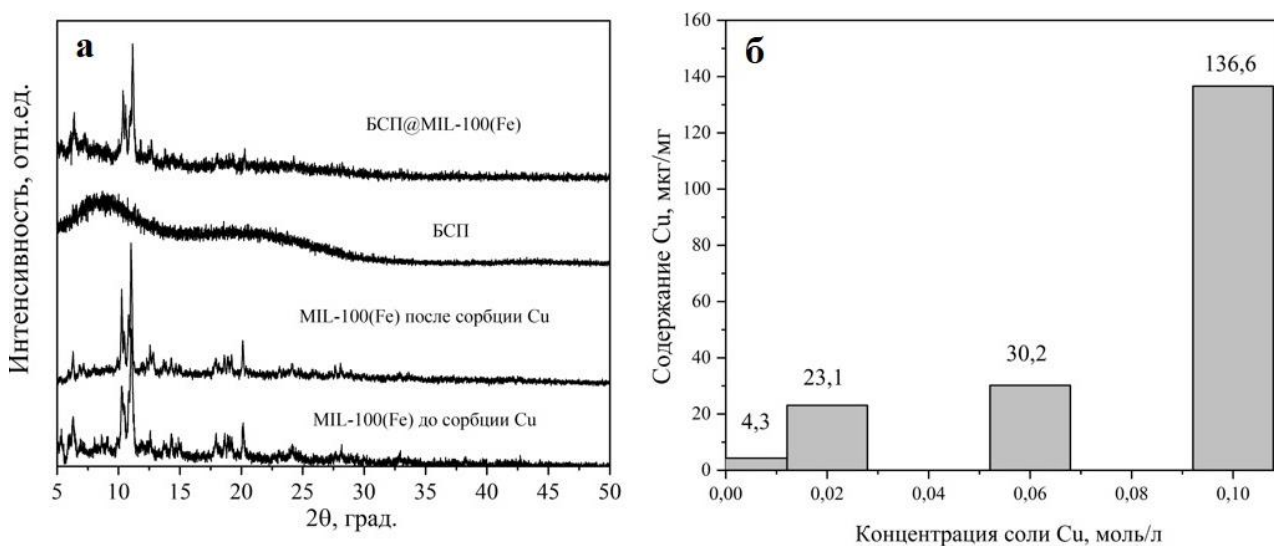 а
Интенсивность, отн.ед.
БСП@MIL-100(Fe)
БСП
MIL-100(Fe) после сорбции Cu
MIL-100(Fe) до сорбции Cu
5 10 15 20 25 30 35 40 45 50
2θ, град.
б
Содержание Cu, мкг/мг
160
140
120
100
80
60
40
20
0
4,3
23,1
30,2
136,6
0,00 0,02 0,04 0,06 0,08 0,10
Концентрация соли Cu, моль/л